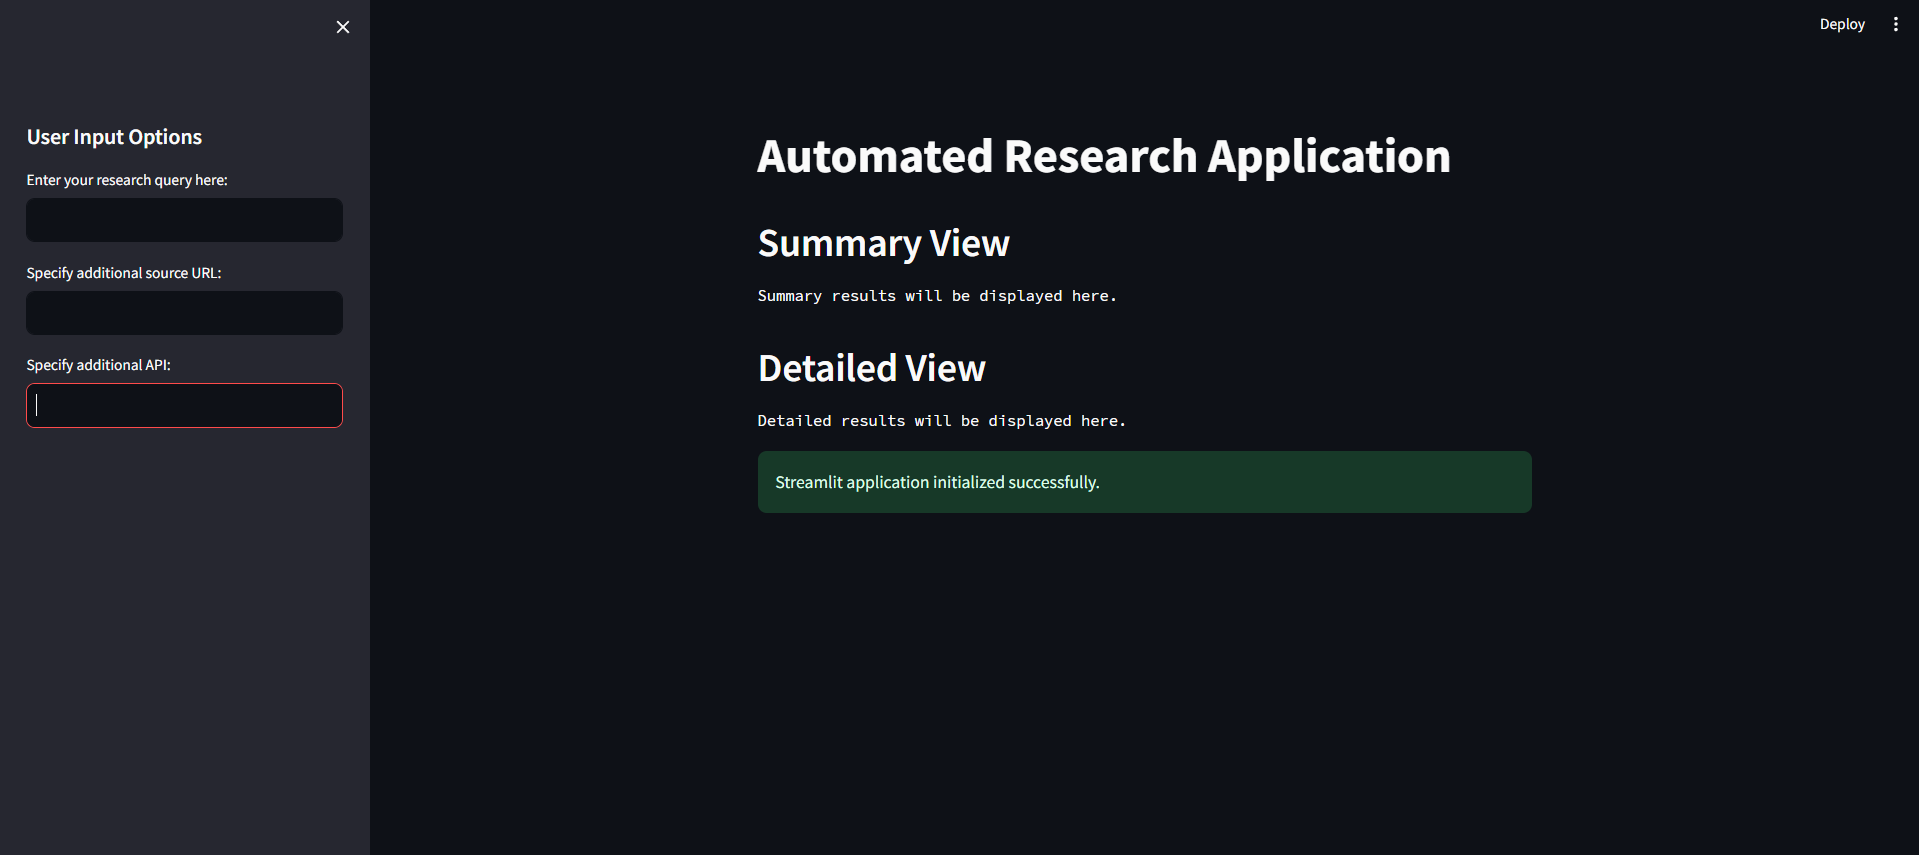 Deploy
User Input Options
Enter your research query here:
Specify additional source URL:
Specify additional API:
Automated Research Application
Summary View
Summary results will be displayed here.
Detailed View
Detailed results will be displayed here.
Streamlit application initialized successfully.